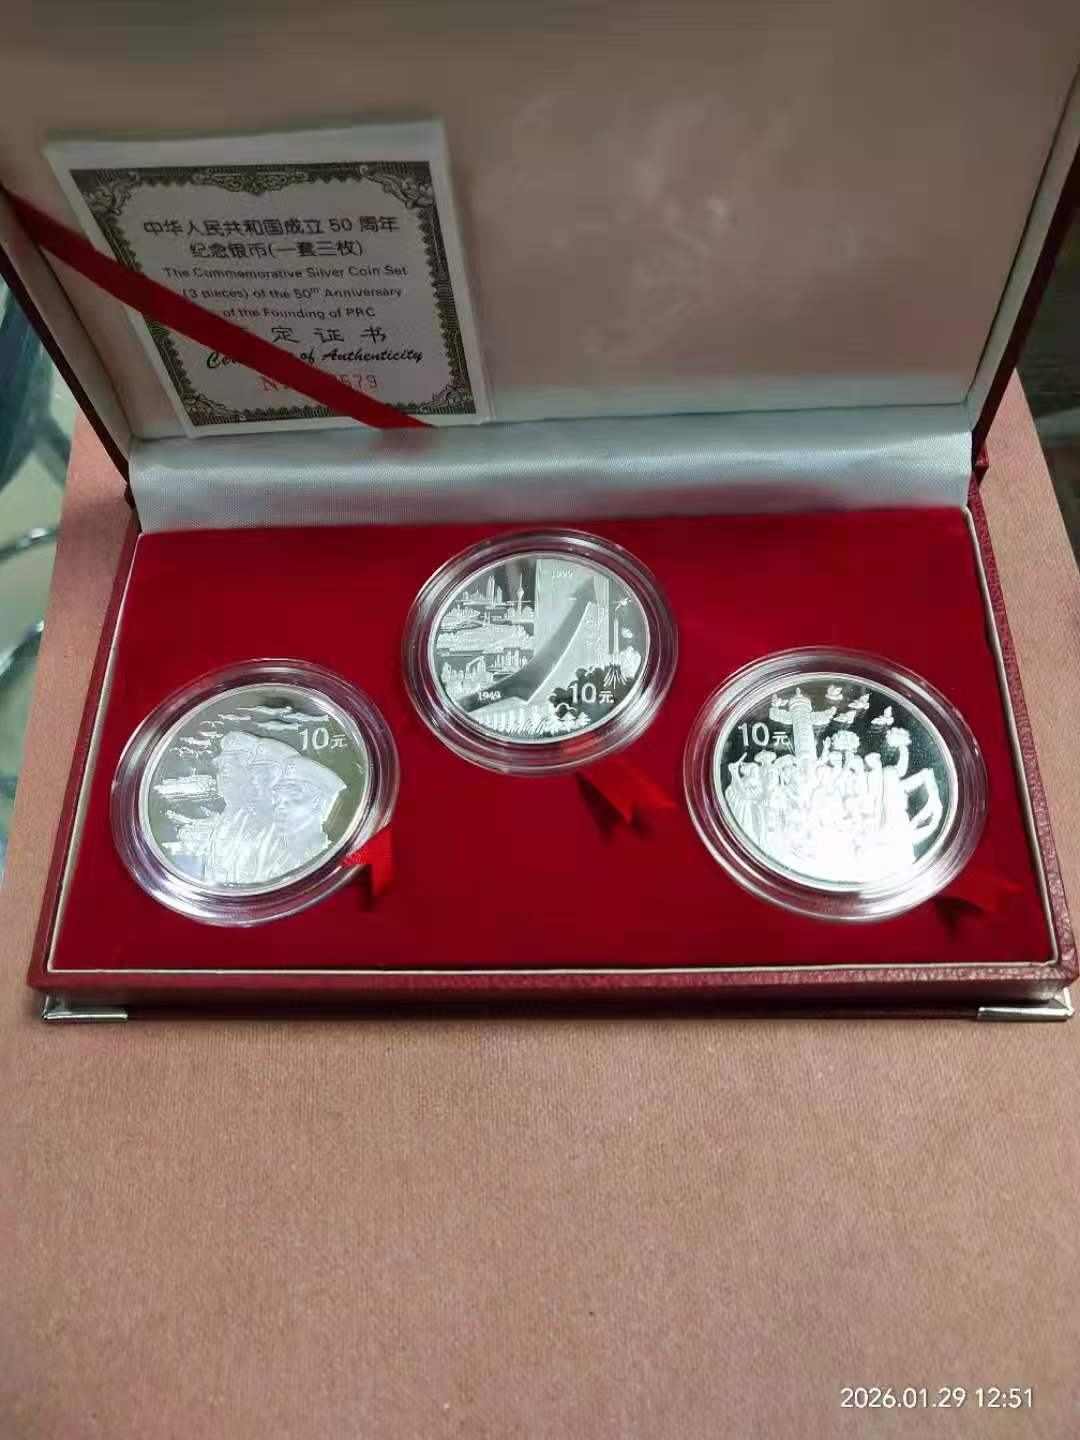 中华人民共和国成立 50 周年
纪念银币(一套三枚)
The Commemorative Silver Coin Set
(3 pieces) of the 50th Anniversary
of the Founding of PRC
定 证 书
of Authenticity
579
1999
1949
10元
10元
10元
2026.01.29 12:51